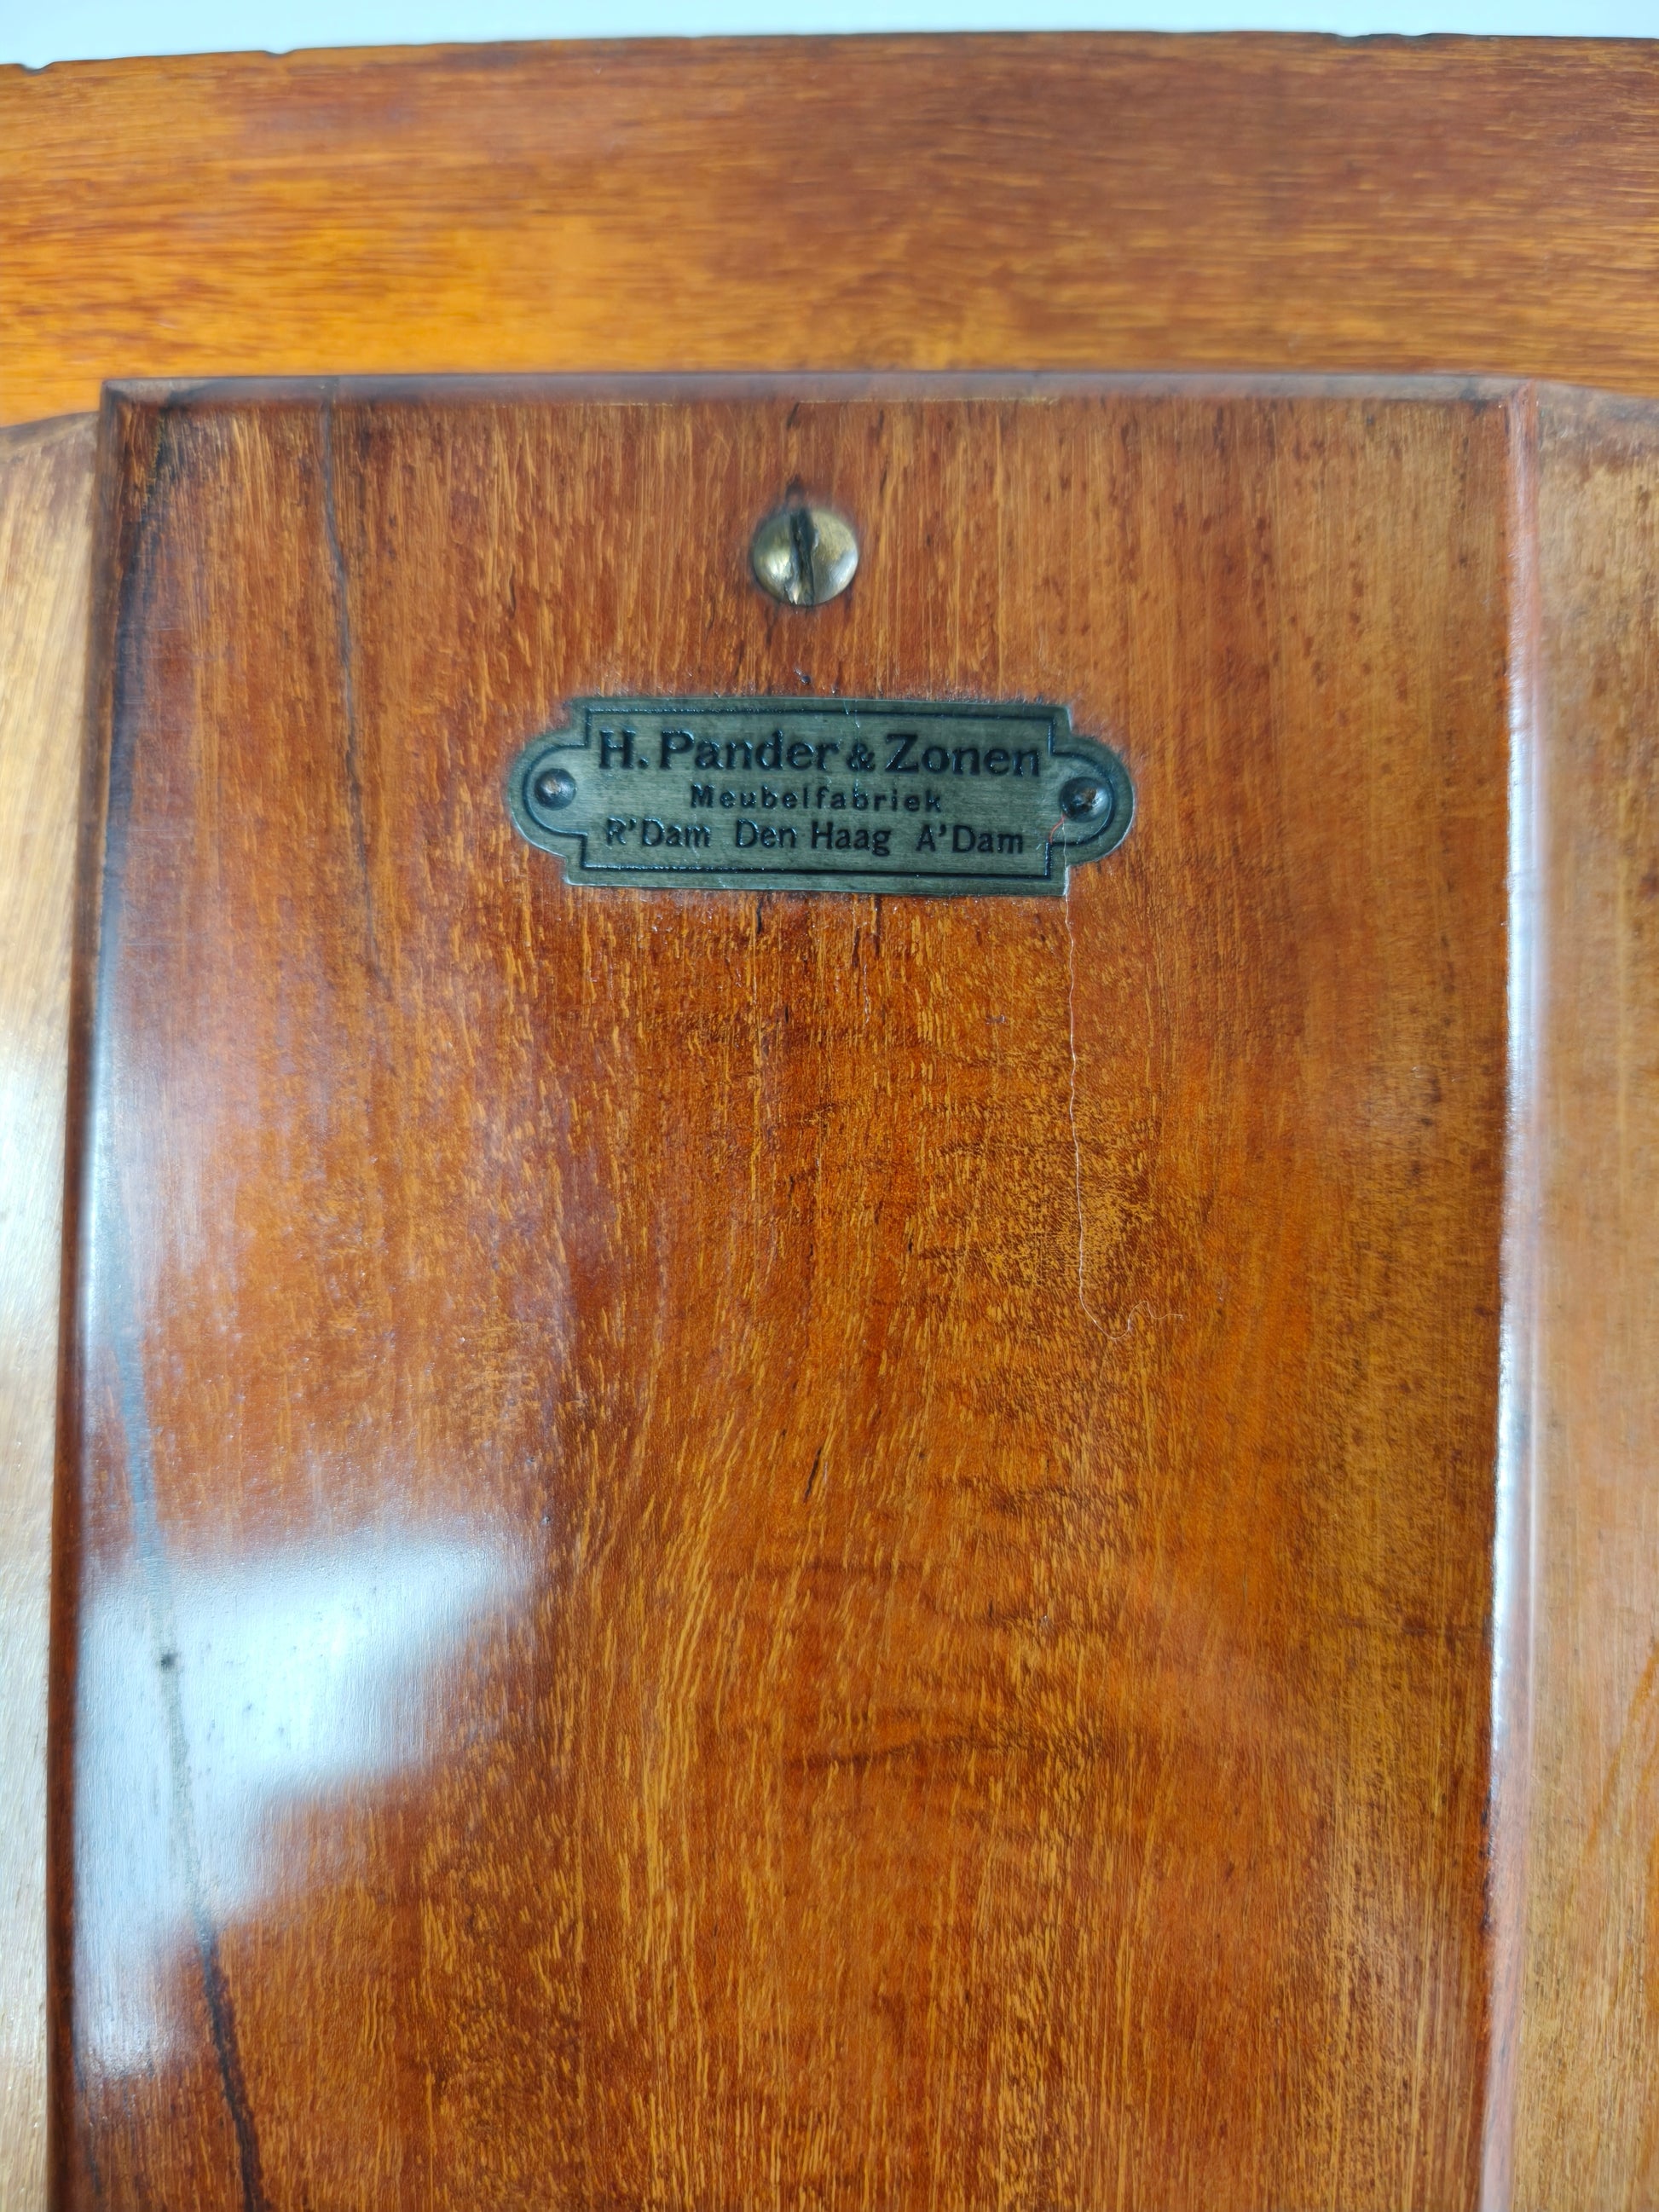 H. Pander & Zonen
Meubelfabriek
R'Dam Den Haag A'Dam